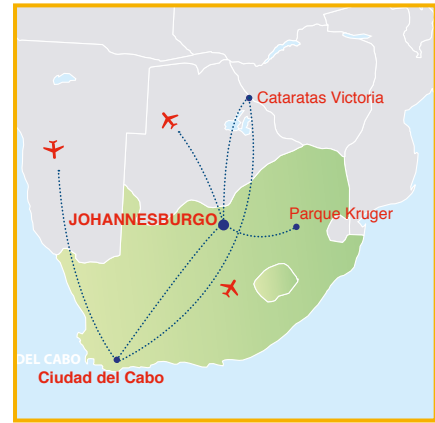 Cataratas Victoria
JOHANNESBURGO
Parque Kruger
DEL CABO
Ciudad del Cabo